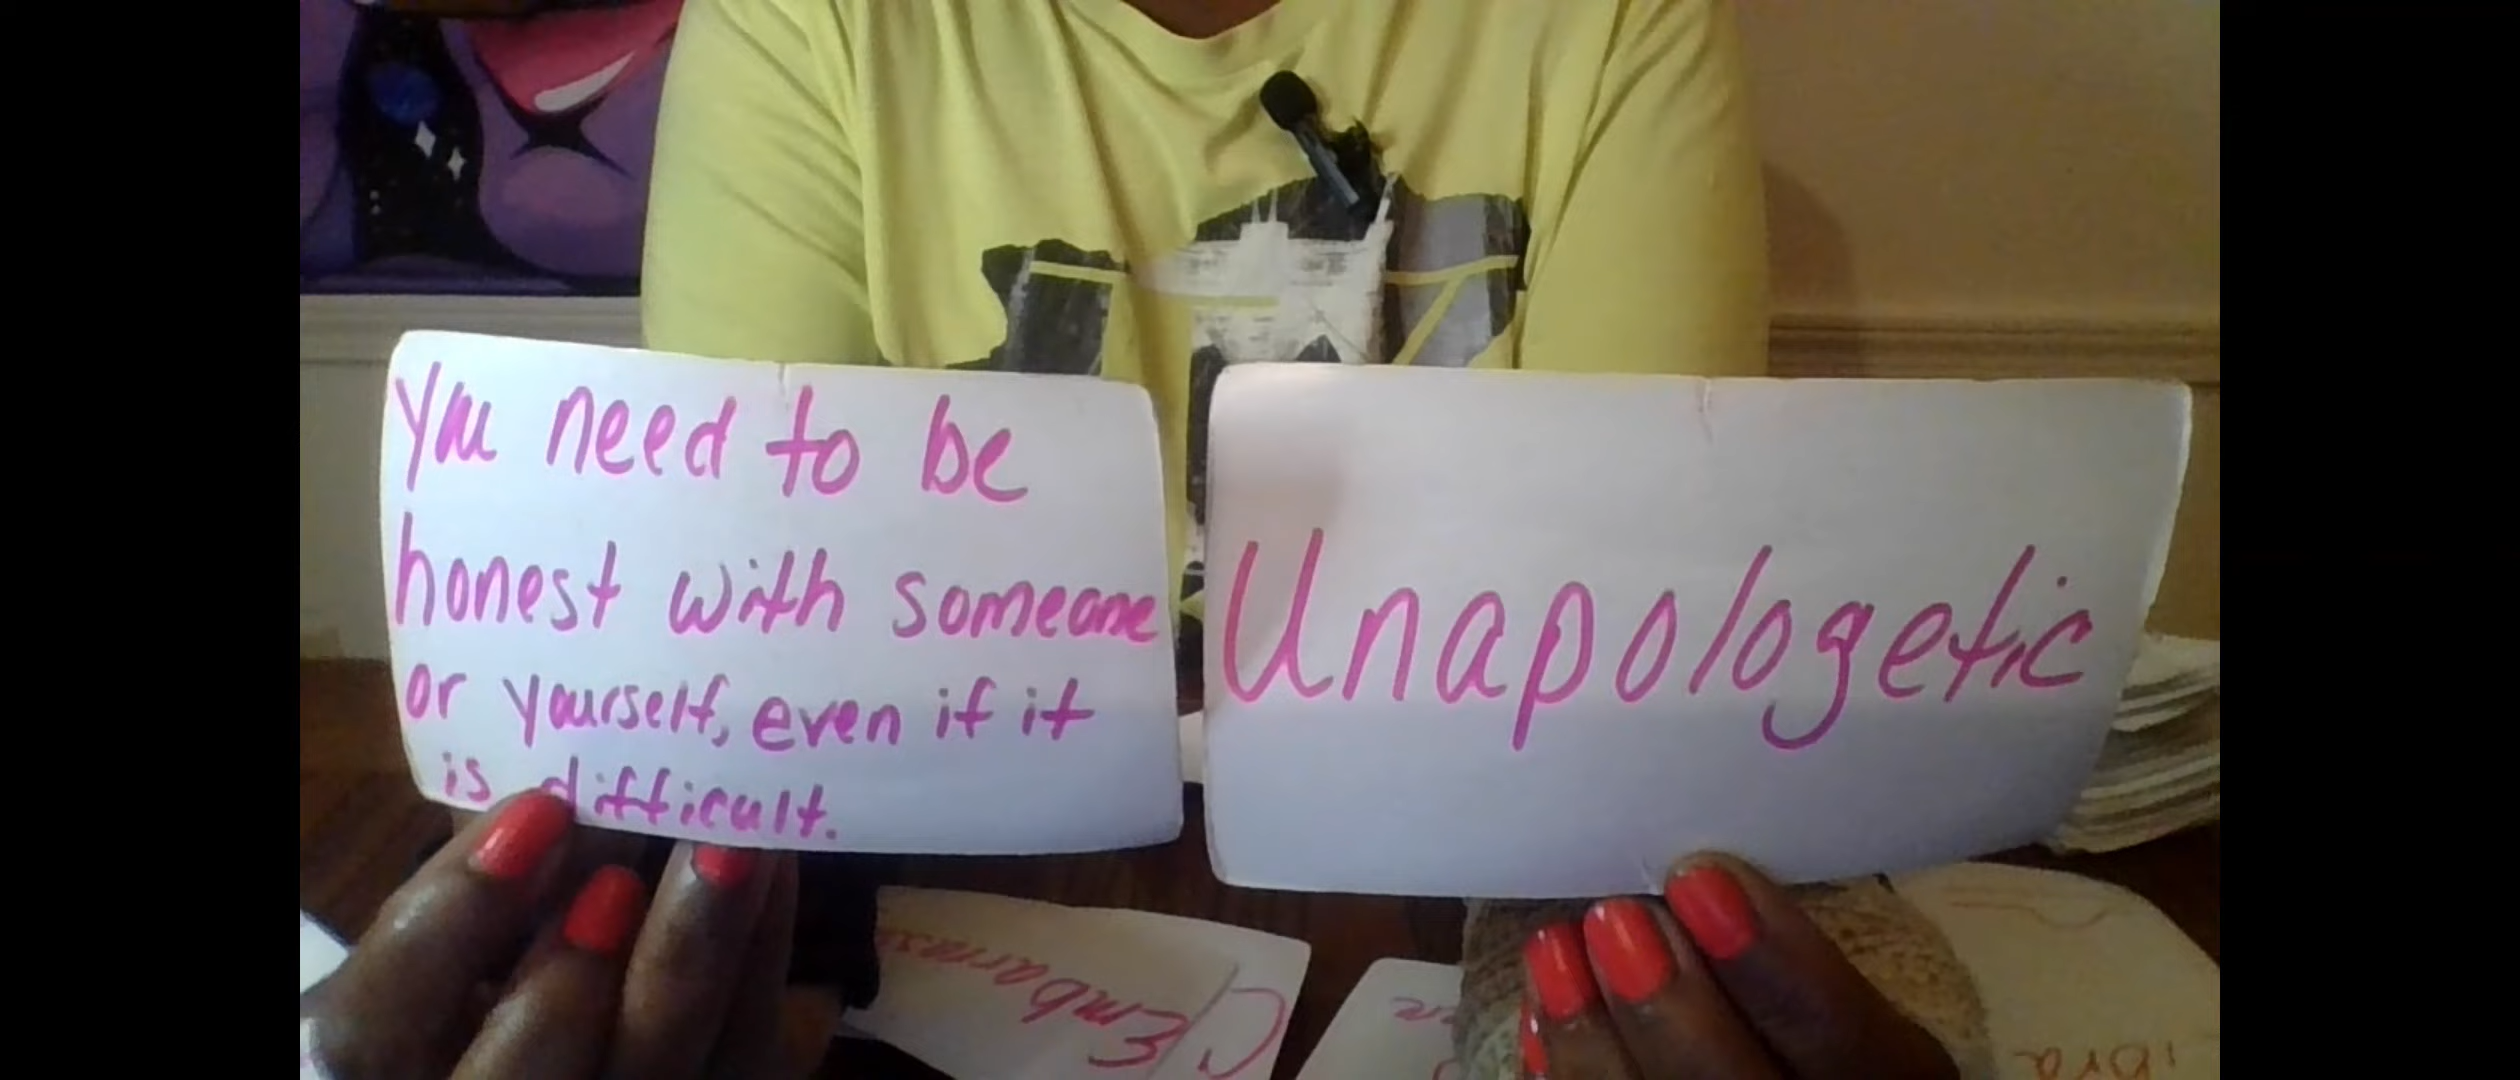 You need to be
honest with someone
or yourself, even if it
is difficult.
Unapologetic